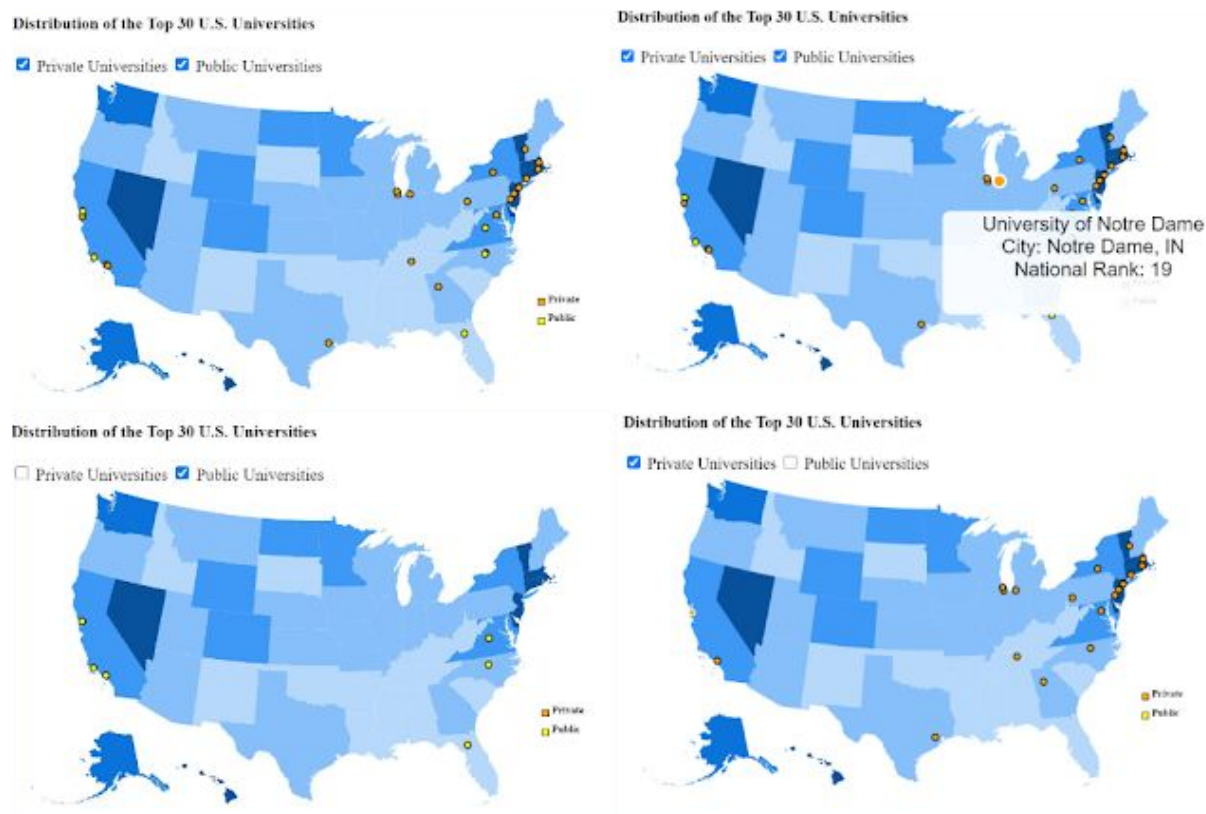 Distribution of the Top 30 U.S. Universities
Private Universities Public Universities
Private
Public
Distribution of the Top 30 U.S. Universities
Private Universities Public Universities
University of Notre Dame
City: Notre Dame, IN
National Rank: 19
Distribution of the Top 30 U.S. Universities
Private Universities Public Universities
Private
Public
Distribution of the Top 30 U.S. Universities
Private Universities Public Universities
Private
Public